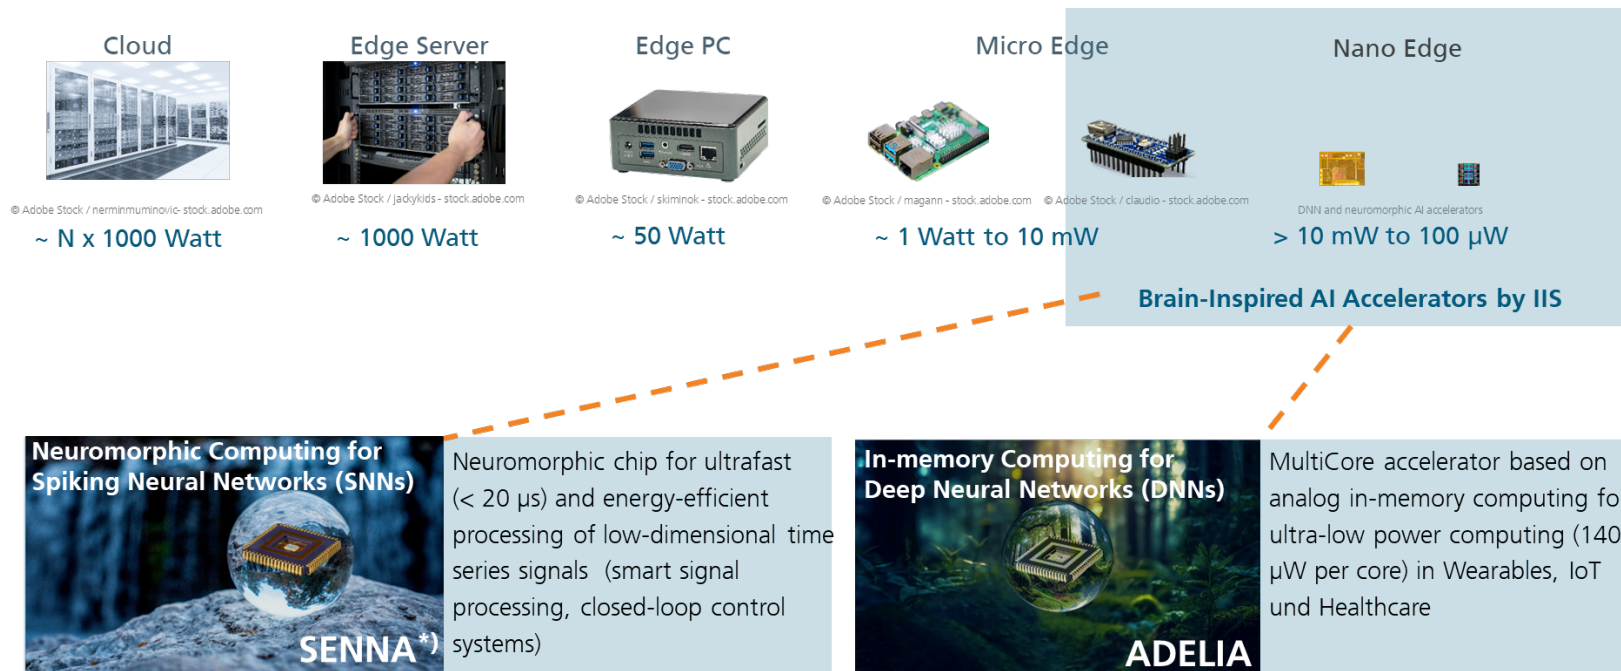 Cloud
Edge Server
Edge PC
Micro Edge
Nano Edge
© Adobe Stock / nerminmuminovic- stock.adobe.com
© Adobe Stock / jackykids - stock.adobe.com
© Adobe Stock / skiminok - stock.adobe.com
© Adobe Stock / magann - stock.adobe.com
© Adobe Stock / claudio - stock.adobe.com
DNN and neuromorphic AI accelerators
~ N x 1000 Watt
~ 1000 Watt
~ 50 Watt
~ 1 Watt to 10 mW
> 10 mW to 100 µW
Brain-Inspired AI Accelerators by IIS
Neuromorphic Computing for
Spiking Neural Networks (SNNs)
SENNA*)
Neuromorphic chip for ultrafast
(< 20 µs) and energy-efficient
processing of low-dimensional time
series signals (smart signal
processing, closed-loop control
systems)
In-memory Computing for
Deep Neural Networks (DNNs)
ADELIA
MultiCore accelerator based on
analog in-memory computing fo
ultra-low power computing (140
µW per core) in Wearables, IoT
und Healthcare